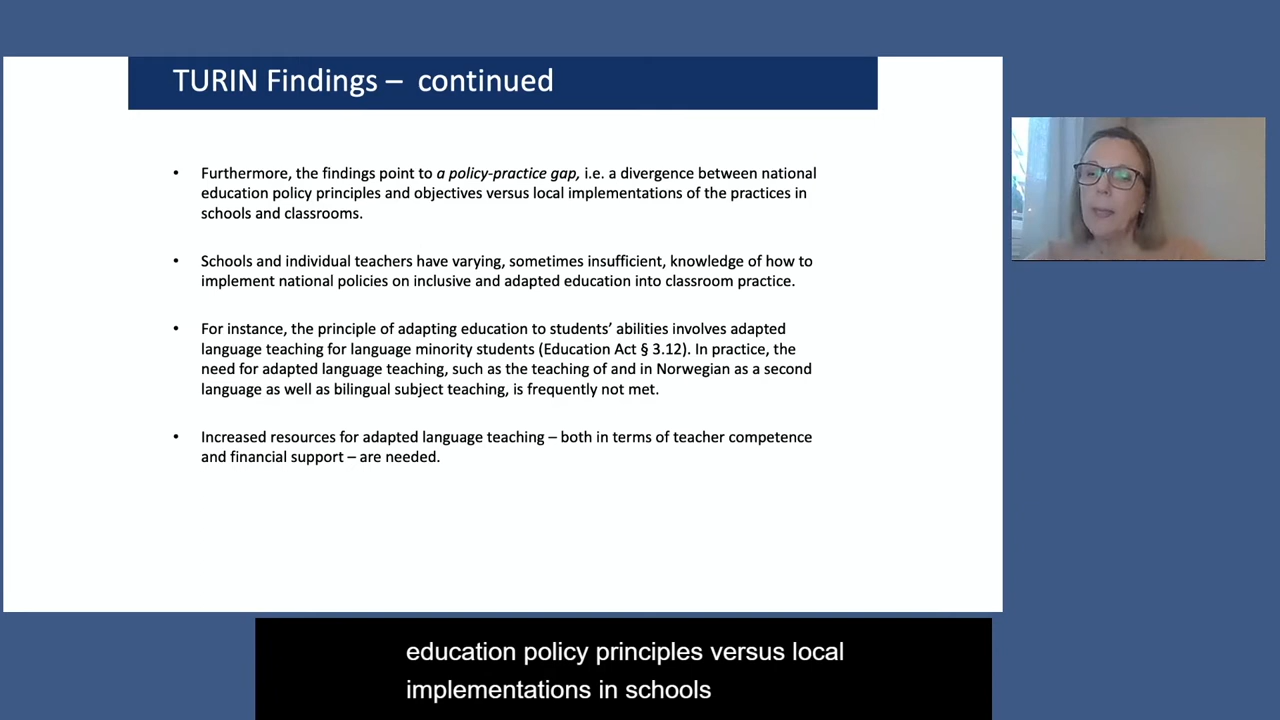 TURIN Findings – continued
• Furthermore, the findings point to a policy-practice gap, i.e. a divergence between national
education policy principles and objectives versus local implementations of the practices in
schools and classrooms.
• Schools and individual teachers have varying, sometimes insufficient, knowledge of how to
implement national policies on inclusive and adapted education into classroom practice.
• For instance, the principle of adapting education to students’ abilities involves adapted
language teaching for language minority students (Education Act § 3.12). In practice, the
need for adapted language teaching, such as the teaching of and in Norwegian as a second
language as well as bilingual subject teaching, is frequently not met.
• Increased resources for adapted language teaching – both in terms of teacher competence
and financial support – are needed.
education policy principles versus local
implementations in schools